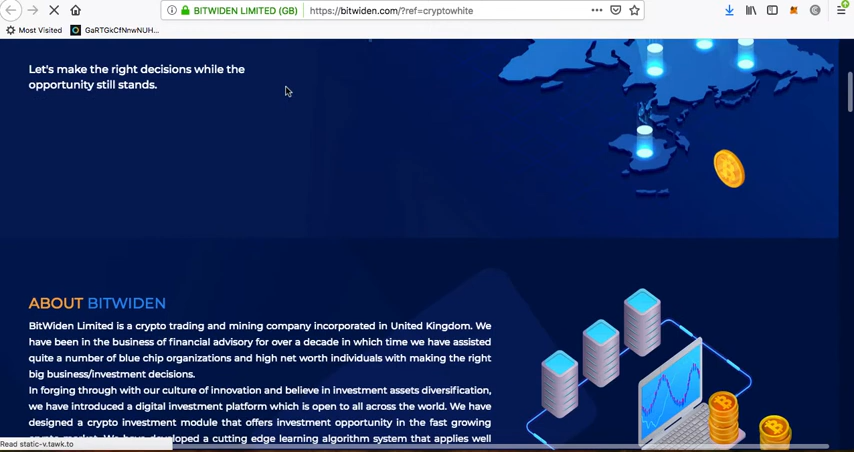 BITWIDEN LIMITED (GB) https://bitwiden.com/?ref=cryptowhite
Most Visited GaRTGkCfNnwNUH...
Let's make the right decisions while the
opportunity still stands.
ABOUT BITWIDEN
BitWiden Limited is a crypto trading and mining company incorporated in United Kingdom. We
have been in the business of financial advisory for over a decade in which time we have assisted
quite a number of blue chip organizations and high net worth individuals with making the right
big business/investment decisions.
In forging through with our culture of innovation and believe in investment assets diversification,
we have introduced a digital investment platform which is open to all across the world. We have
designed a crypto investment module that offers investment opportunity in the fast growing
crypto market. We have developed a cutting edge learning algorithm system that applies well
Read static-v.tawk.to